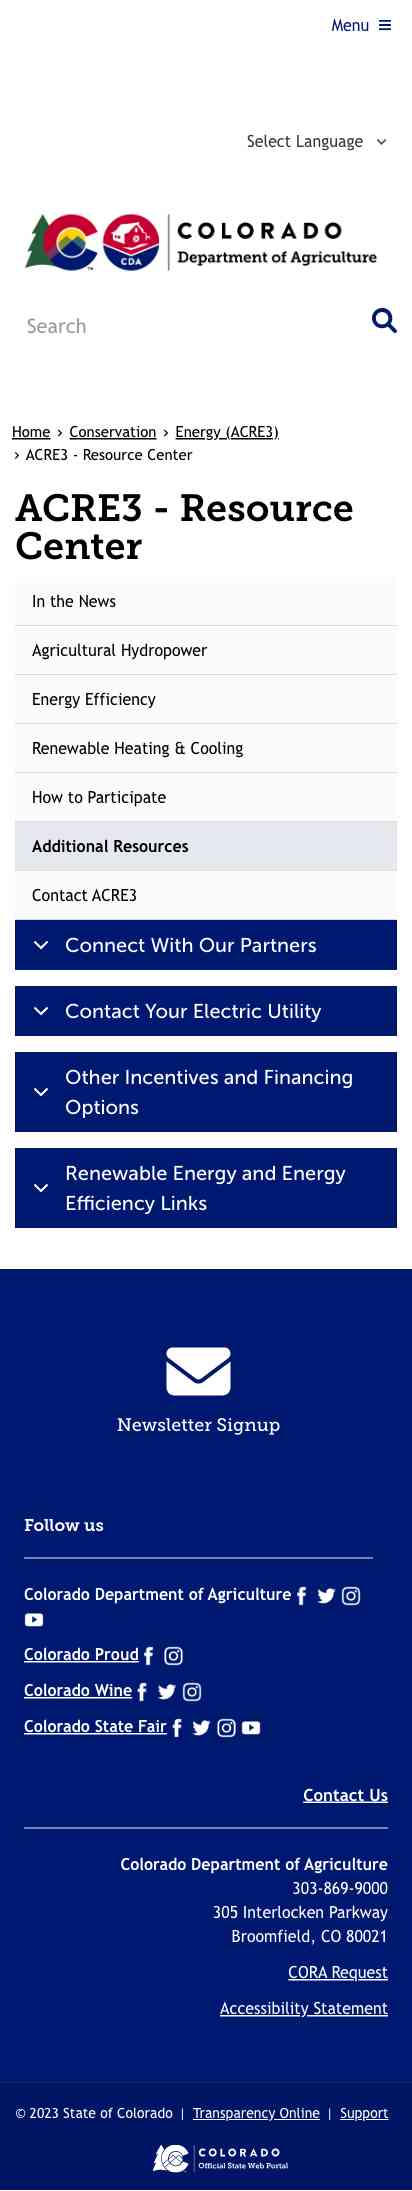 Menu
Select Language
CDA
COLORADO
Department of Agriculture
TM
Search
Home › Conservation › Energy (ACRE3)
› ACRE3 - Resource Center
ACRE3 - Resource
Center
In the News
Agricultural Hydropower
Energy Efficiency
Renewable Heating & Cooling
How to Participate
Additional Resources
Contact ACRE3
Connect With Our Partners
Contact Your Electric Utility
Other Incentives and Financing
Options
Renewable Energy and Energy
Efficiency Links
Newsletter Signup
Follow us
Colorado Department of Agriculture
Colorado Proud
Colorado Wine
Colorado State Fair
Contact Us
Colorado Department of Agriculture
303-869-9000
305 Interlocken Parkway
Broomfield, CO 80021
CORA Request
Accessibility Statement
© 2023 State of Colorado | Transparency Online | Support
COLORADO
Official State Web Portal